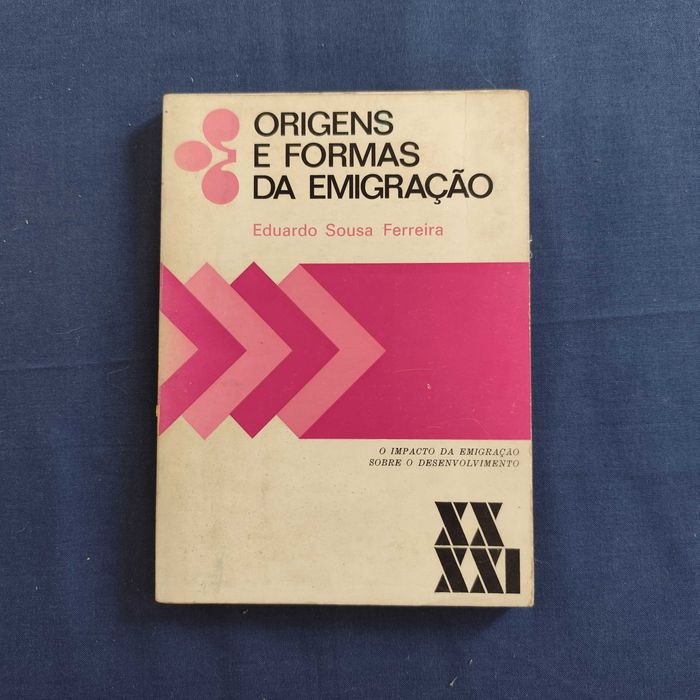 ORIGENS
E FORMAS
DA EMIGRAÇÃO
Eduardo Sousa Ferreira
O IMPACTO DA EMIGRAÇÃO
SOBRE O DESENVOLVIMENTO
XX
XXI